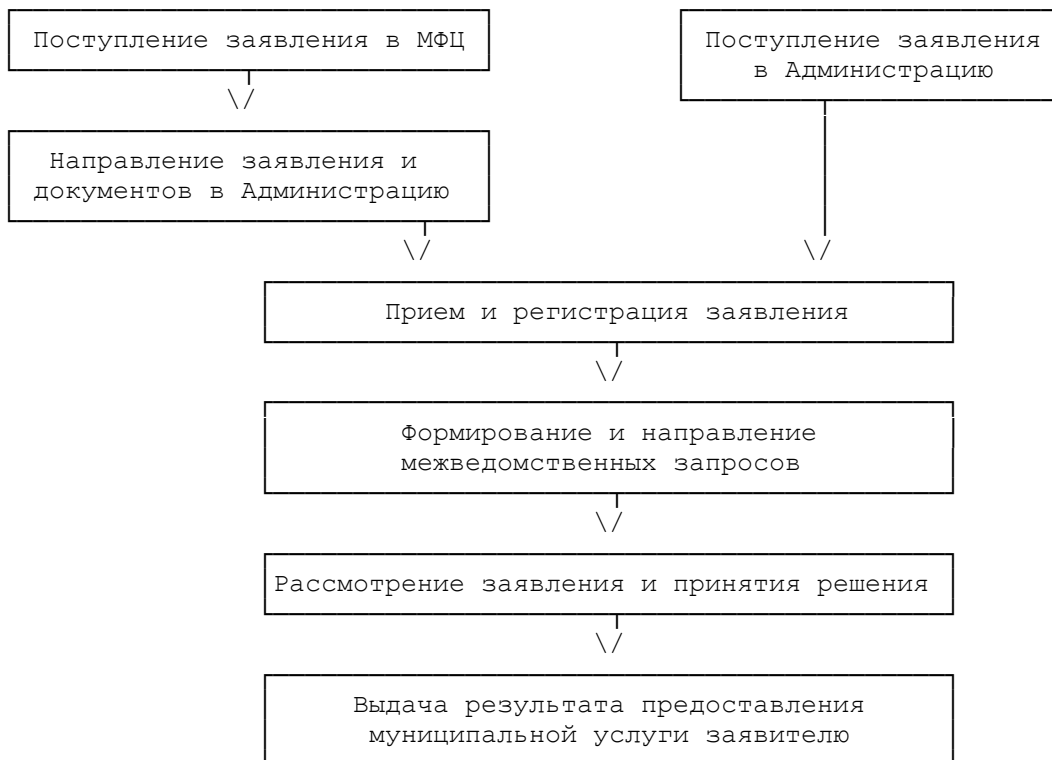 Поступление заявления в МФЦ
Поступление заявления
в Администрацию
Направление заявления и
документов в Администрацию
Прием и регистрация заявления
Формирование и направление
межведомственных запросов
Рассмотрение заявления и принятия решения
Выдача результата предоставления
муниципальной услуги заявителю